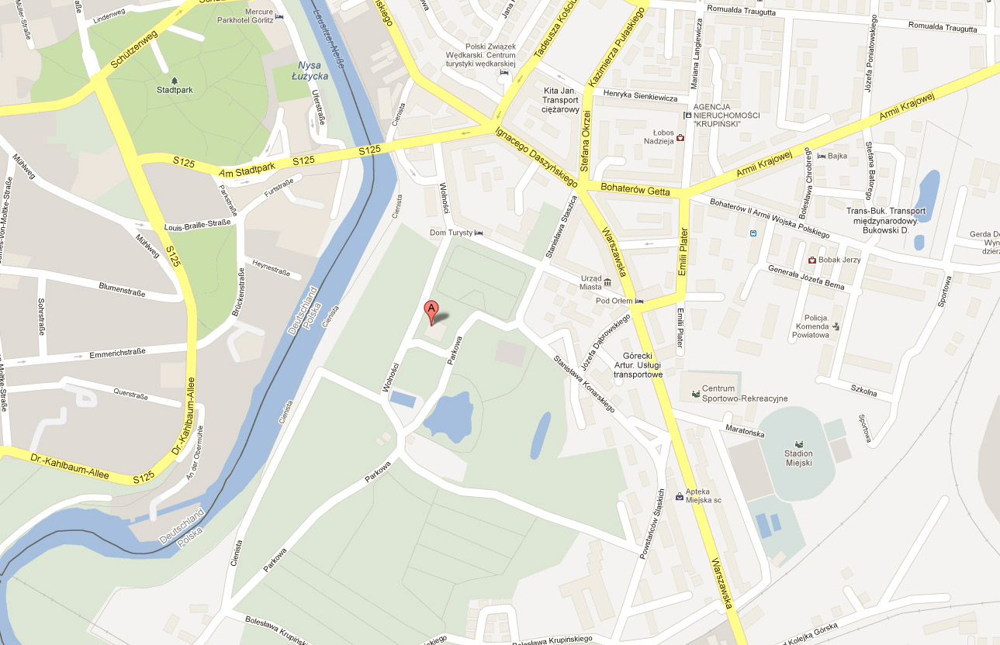 Lindenweg
Mercure
Parkhotel Görlitz
Schützenweg
Stadtpark
Lausitzer-Neiße
Nysa
Łużycka
Uferstraße
Cienista
Polski Związek
Wędkarski. Centrum
turystyki wędkarskiej
Tadeusza Kościu
Kazimierza Pułaskiego
Mariana Langiewicza
Romualda Traugutta
Romualda Traugutta
Józefa Poniatowskiego
Kita Jan.
Transport
ciężarowy
Henryka Sienkiewicza
AGENCJA
NIERUCHOMOŚCI
"KRUPIŃSKI"
Armii Krajowej
Łobos
Nadzieja
Stefana Okrzei
Ignacego Daszyńskiego
Mühlweg
S125
Am Stadtpark
S125
S125
Parkstraße
Furtstraße
Louis-Braille-Straße
Mühlweg
S125
Heynestraße
Blumenstraße
Brückenstraße
Sohrstraße
Emmerichstraße
Querstraße
Dr.-Kahlbaum-Allee
An der Obermühle
Dr.-Kahlbaum-Allee
S125
Deutschland
Polska
Deutschland
Polska
Cienista
Cienista
Cienista
Cienista
Wolności
Dom Turysty
Stanisława Staszica
Bohaterów Getta
Armii Krajowej
Bajka
Bolesława Chrobrego
Stefana Batorego
Bohaterów II Armii Wojska Polskiego
Trans-Buk. Transport
międzynarodowy.
Bukowski D.
Emilii Plater
Warszawska
Urzad
Miasta
Pod Orłem
Bobak Jerzy
Generała Józefa Bema
Sportowa
Policja.
Komenda
Powiatowa
Emilii Plater
A
Parkowa
Wolności
Józefa Dąbrowskiego
Stanisława Konarskiego
Górecki
Artur. Usługi
transportowe
Centrum
Sportowo-Rekreacyjne
Szkolna
Sportowa
Maratońska
Stadion
Miejski
Parkowa
Parkowa
Apteka
Miejska sc
Powstańców Śląskich
Warszawska
Bolesława Krupińskiego
Bolesława Krupińskiego
Kolejką Górską